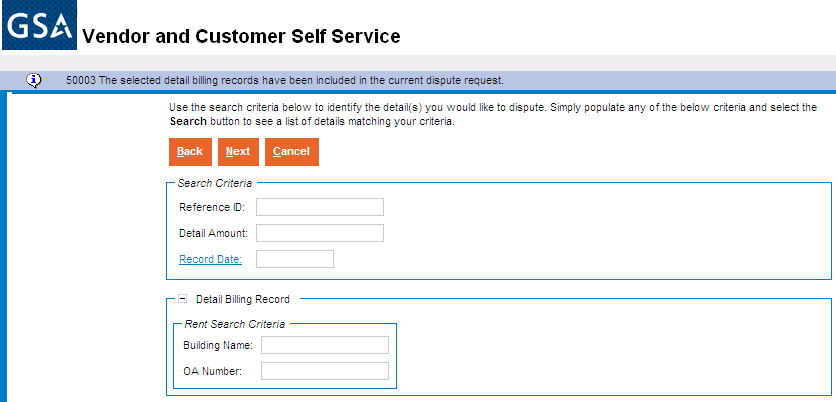 GSA
Vendor and Customer Self Service
50003 The selected detail billing records have been included in the current dispute request.
Use the search criteria below to identify the detail(s) you would like to dispute. Simply populate any of the below criteria and select the
Search button to see a list of details matching your criteria.
Back Next Cancel
Search Criteria
Reference ID:
Detail Amount:
Record Date:
Detail Billing Record
Rent Search Criteria
Building Name:
OA Number: